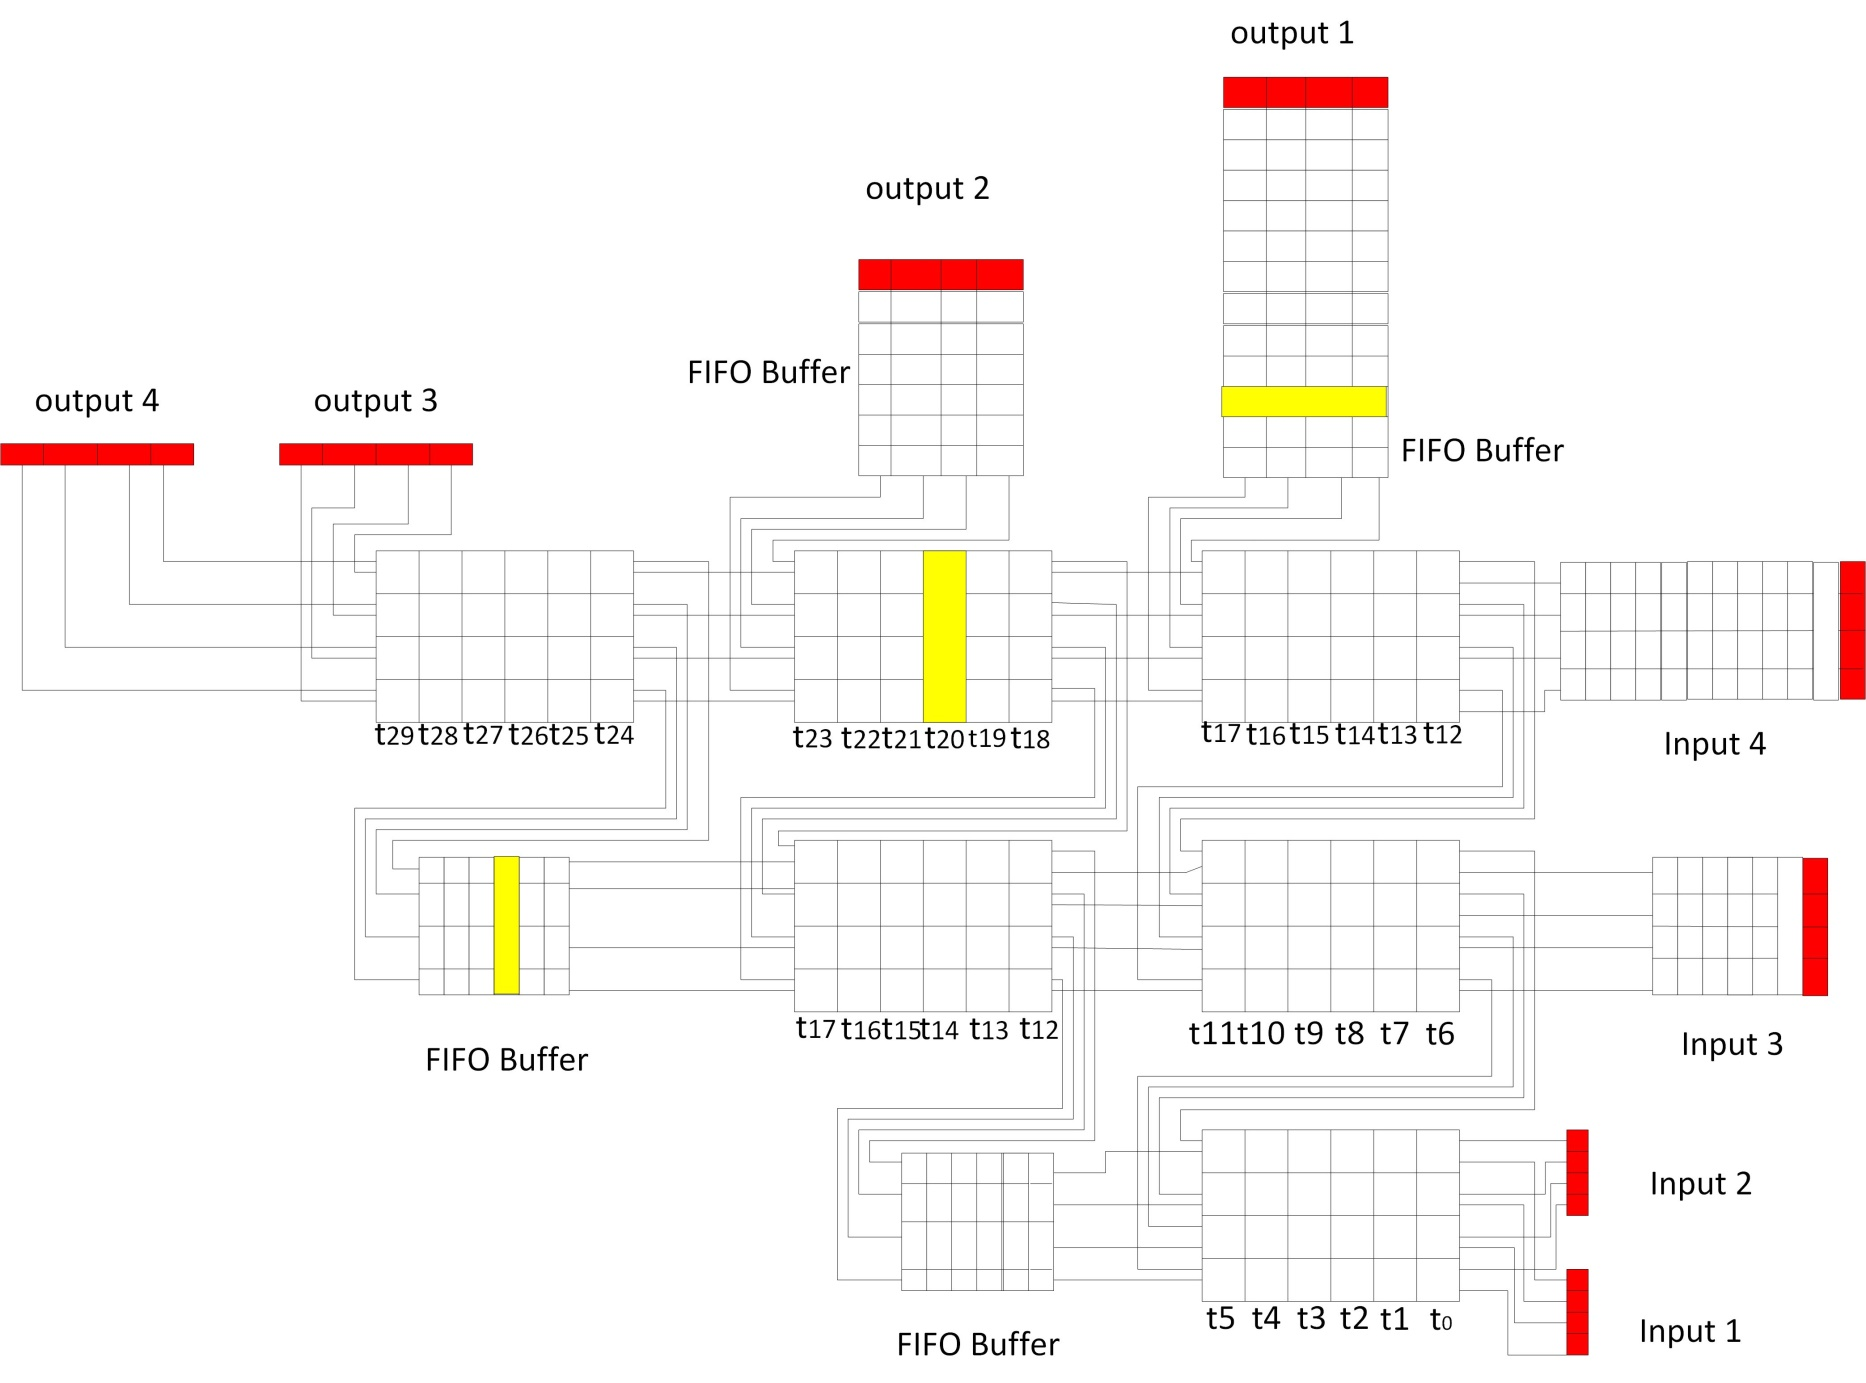 output 1
output 2
FIFO Buffer
output 4
output 3
FIFO Buffer
t29 t28 t27 t26 t25 t24
t23 t22 t21 t20 t19 t18
t17 t16 t15 t14 t13 t12
Input 4
t17 t16 t15 t14 t13 t12
t11 t10 t9 t8 t7 t6
Input 3
FIFO Buffer
Input 2
t5 t4 t3 t2 t1 t0
Input 1
FIFO Buffer